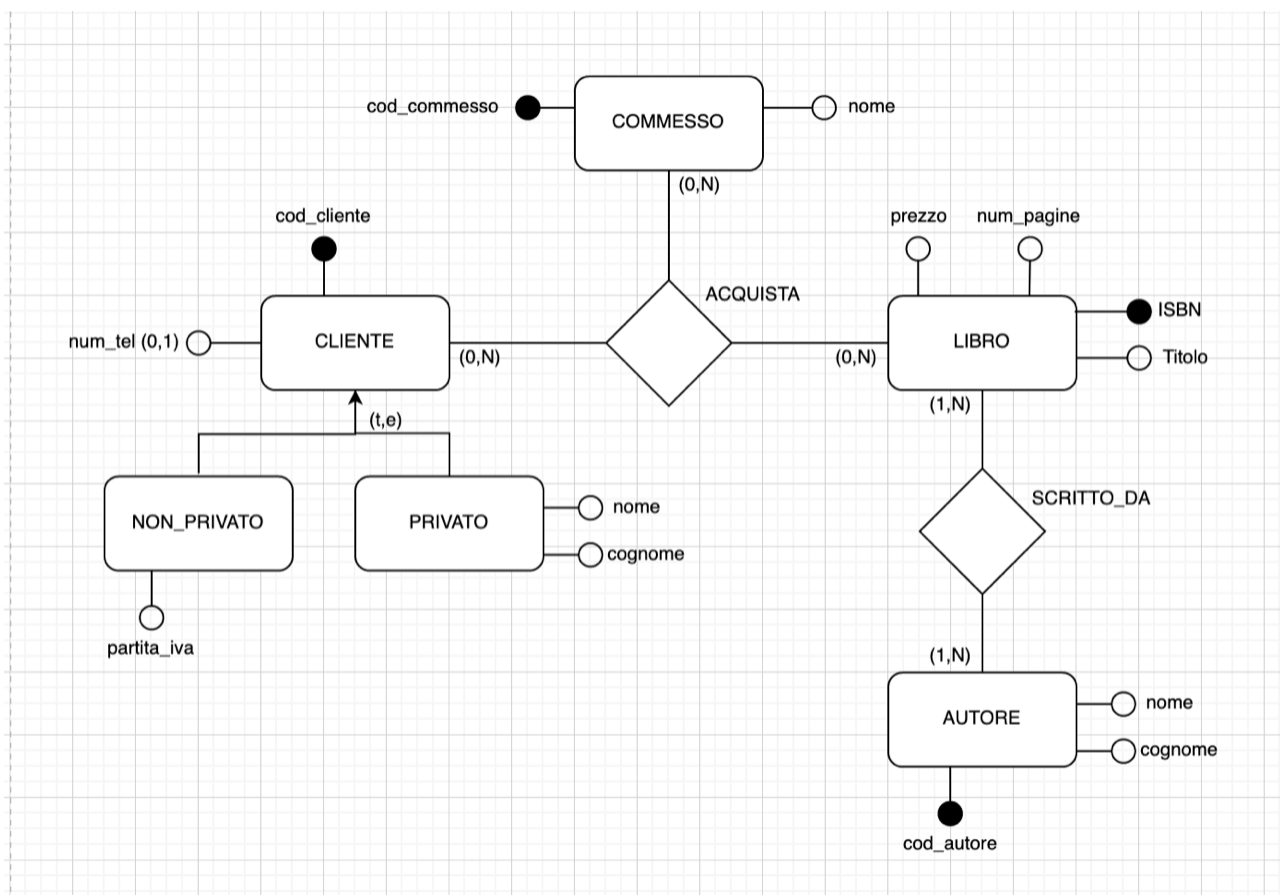 cod_commesso
COMMESSO
nome
(0,N)
cod_cliente
prezzo
num_pagine
ACQUISTA
ISBN
num_tel (0,1)
CLIENTE
(0,N)
(0,N)
LIBRO
Titolo
(t,e)
(1,N)
SCRITTO_DA
NON_PRIVATO
PRIVATO
nome
cognome
partita_iva
(1,N)
AUTORE
nome
cognome
cod_autore